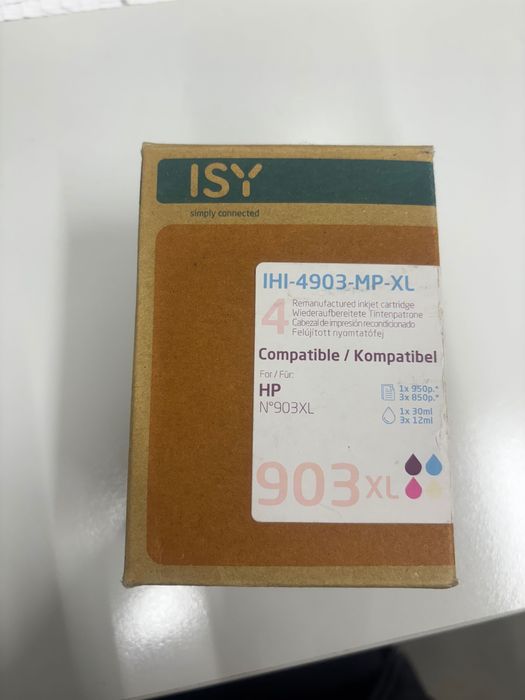 ISY
simply connected
IHI-4903-MP-XL
4
Remanufactured inkjet cartridge
Wiederaufbereitete Tintenpatrone
Cabezal de impresión recondicionado
Felújított nyomtatófej
Compatible / Kompatibel
For / Für:
HP
N°903XL
1x 950p.*
3x 850p.*
1x 30ml
3x 12ml
903XL